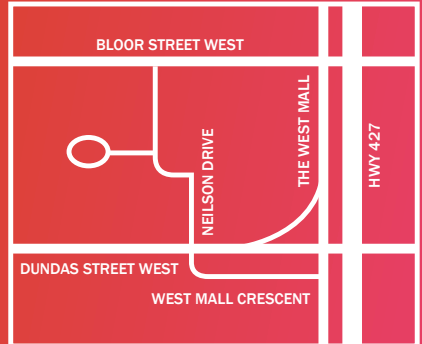 BLOOR STREET WEST
THE WEST MALL
HWY 427
NEILSON DRIVE
DUNDAS STREET WEST
WEST MALL CRESCENT